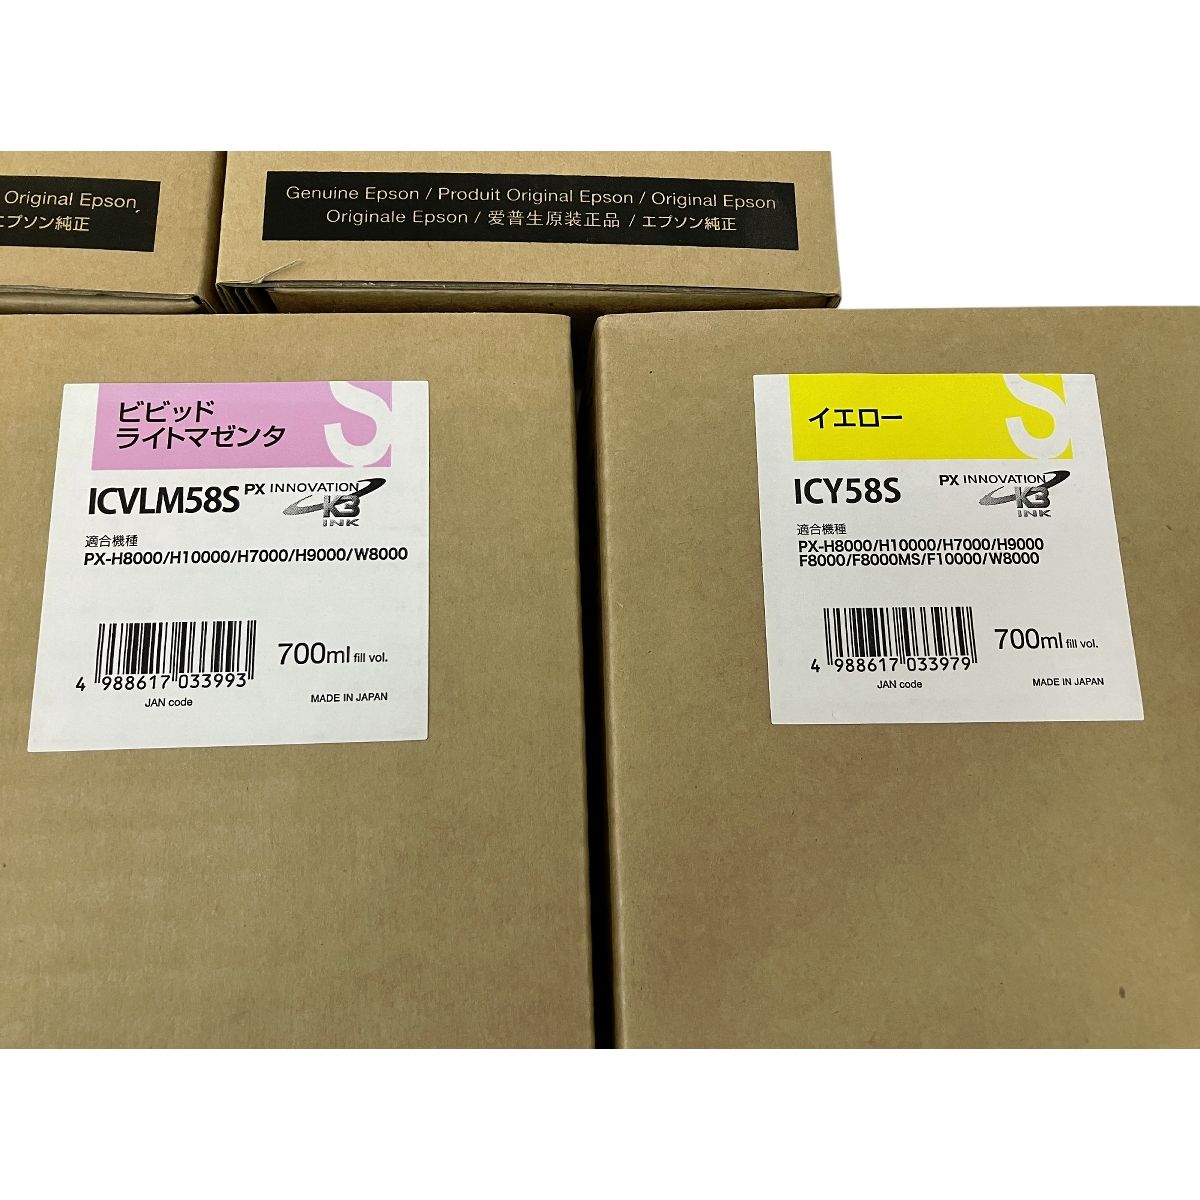 Original Epson
エプソン純正
Genuine Epson / Produit Original Epson / Original Epson
Originale Epson / 爱普生原装正品 / エプソン純正
ビビッド
ライトマゼンタ
S
ICVLM58S PX INNOVATION
K3
INK
適合機種
PX-H8000/H10000/H7000/H9000/W8000
700ml fill vol.
4 988617 033993
JAN code
MADE IN JAPAN
イエロー
S
ICY58S PX INNOVATION
K3
INK
適合機種
PX-H8000/H10000/H7000/H9000
F8000/F8000MS/F10000/W8000
700ml fill vol.
4 988617 033979
JAN code
MADE IN JAPAN